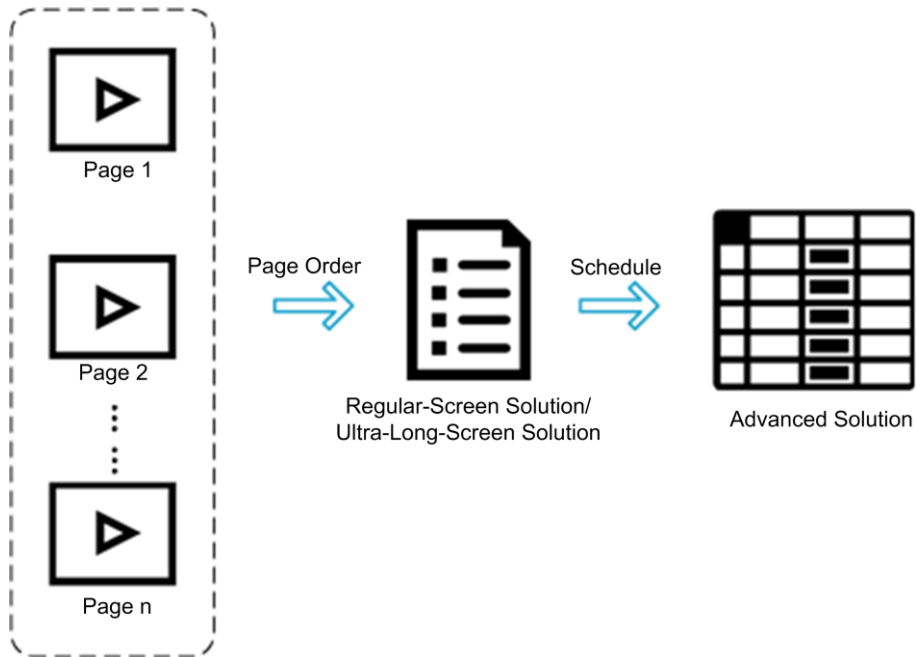 Page 1
Page 2
Page n
Page Order
Regular-Screen Solution/
Ultra-Long-Screen Solution
Schedule
Advanced Solution